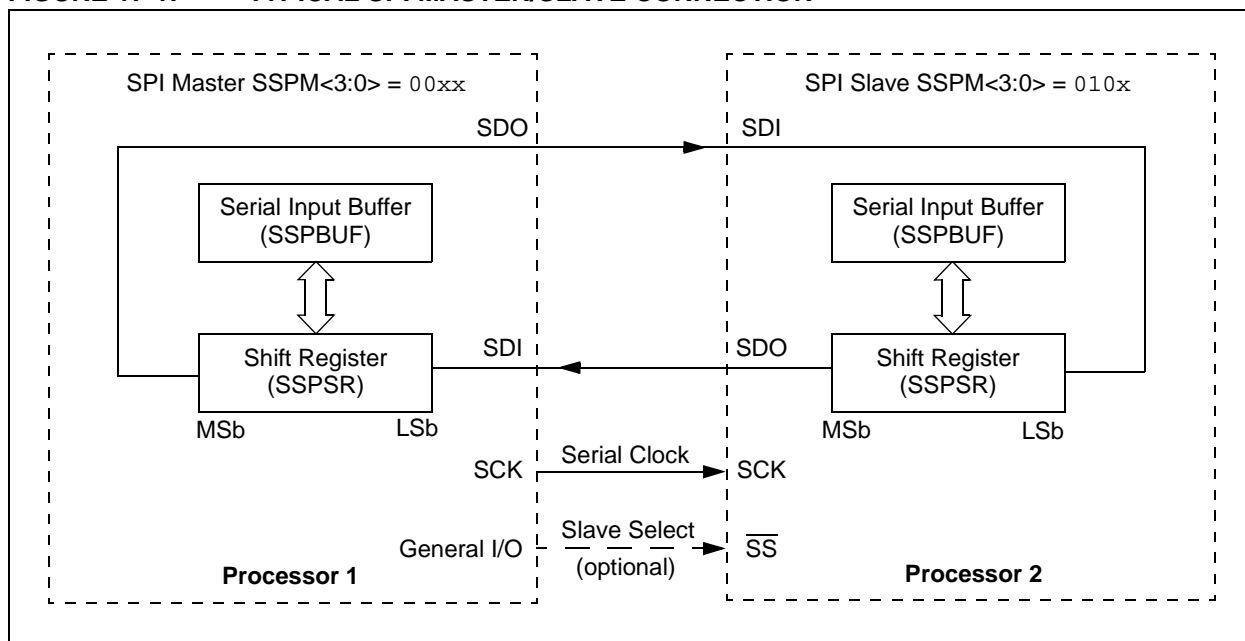 SPI Master SSPM<3:0> = 00xx
SPI Slave SSPM<3:0> = 010x
SDO
SDI
Serial Input Buffer
(SSPBUF)
Serial Input Buffer
(SSPBUF)
Shift Register
(SSPSR)
MSb
LSb
SDI
SDO
Shift Register
(SSPSR)
MSb
LSb
SCK
Serial Clock
SCK
General I/O
Slave Select
(optional)
SS
Processor 1
Processor 2